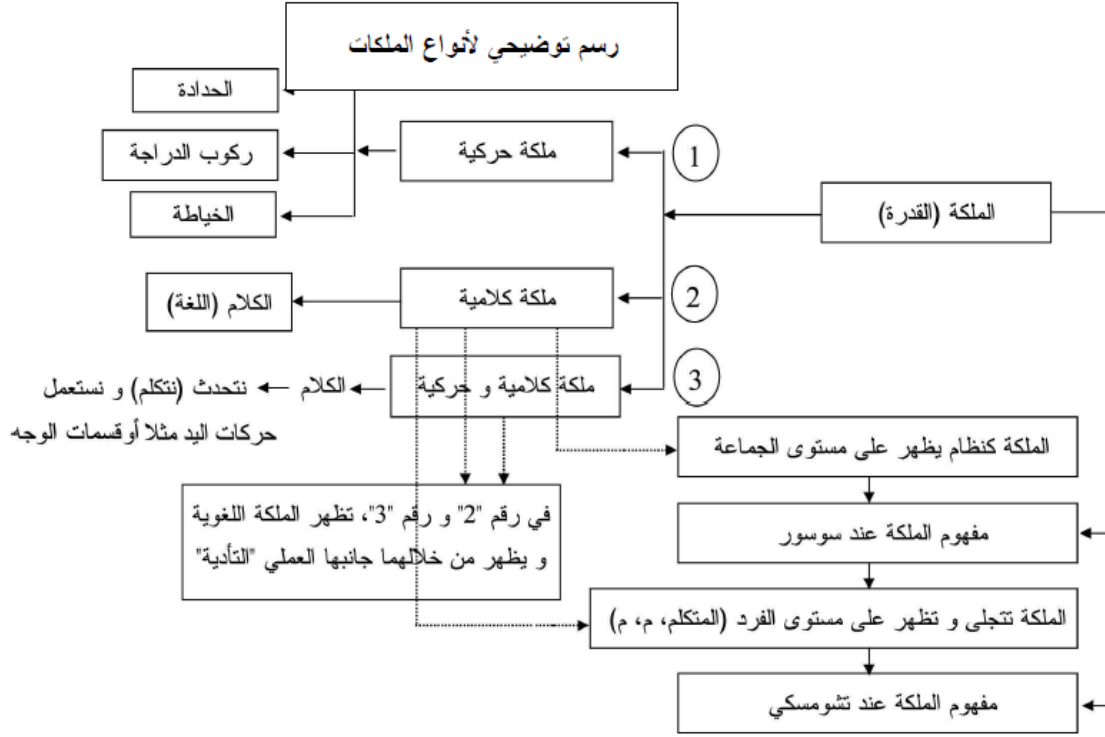 رسم توضيحي لأنواع الملكات
الحدادة
ملكة حركية
1
ركوب الدراجة
الخياطة
الملكة (القدرة)
ملكة كلامية
2
الكلام (اللغة)
ملكة كلامية و حركية
3
الكلام
نتحدث (نتكلم) و نستعمل
حركات اليد مثلا أوقسمات الوجه
الملكة كنظام يظهر على مستوى الجماعة
في رقم "2" و رقم "3"، تظهر الملكة اللغوية
و يظهر من خلالهما جانبها العملي "التأدية"
مفهوم الملكة عند سوسور
الملكة تتجلى و تظهر على مستوى الفرد (المتكلم، م، م)
مفهوم الملكة عند تشومسكي